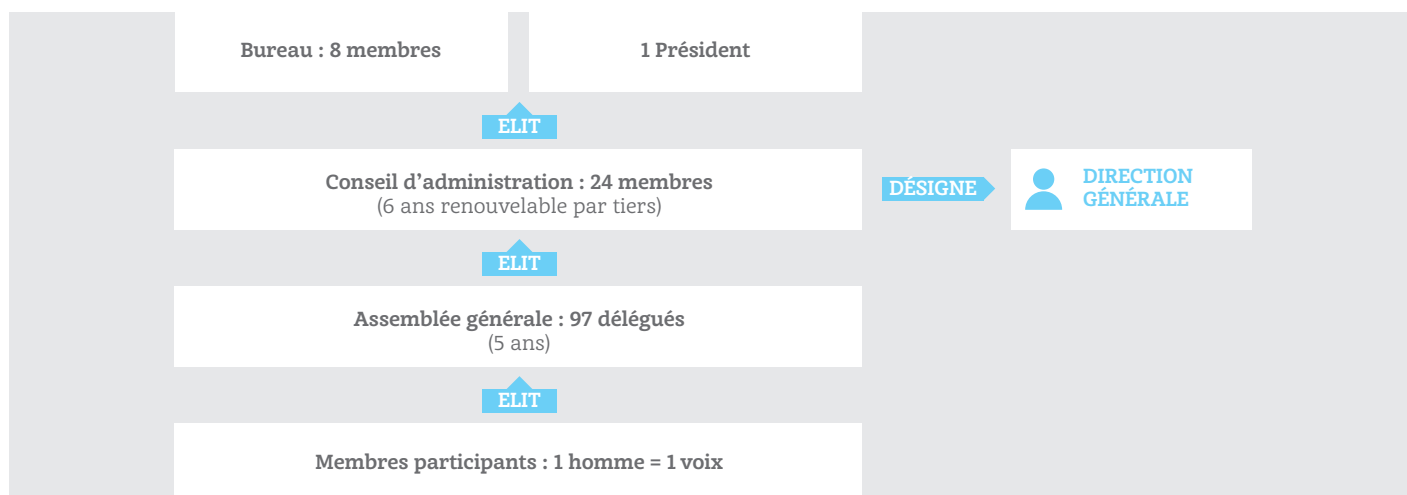 Bureau : 8 membres
1 Président
ELIT
Conseil d’administration : 24 membres
(6 ans renouvelable par tiers)
DÉSIGNE
DIRECTION
GÉNÉRALE
ELIT
Assemblée générale : 97 délégués
(5 ans)
ELIT
Membres participants : 1 homme = 1 voix